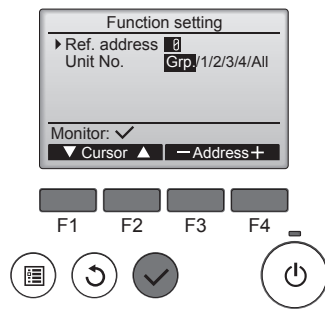 Function setting
Ref. address 0
Unit No. Grp./1/2/3/4/All
Monitor:
Cursor − Address +
F1 F2 F3 F4